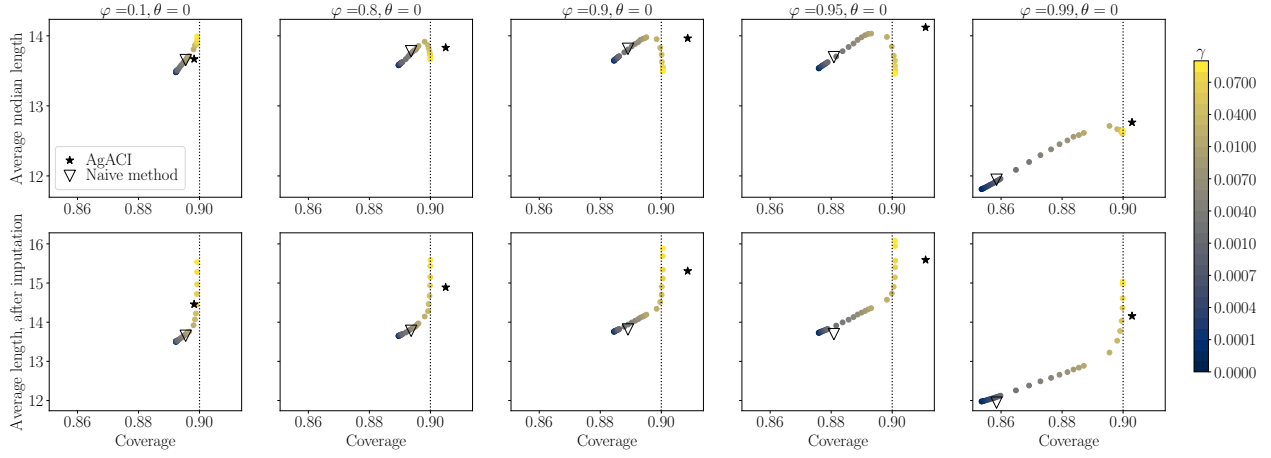 φ =0.1, θ = 0
φ =0.8, θ = 0
φ =0.9, θ = 0
φ =0.95, θ = 0
φ =0.99, θ = 0
Average median length
14
13
12
AgACI
Naive method
0.86 0.88 0.90
0.86 0.88 0.90
0.86 0.88 0.90
0.86 0.88 0.90
0.86 0.88 0.90
Average length, after imputation
16
15
14
13
12
0.86 0.88 0.90
0.86 0.88 0.90
0.86 0.88 0.90
0.86 0.88 0.90
0.86 0.88 0.90
Coverage
Coverage
Coverage
Coverage
Coverage
γ
0.0700
0.0400
0.0100
0.0070
0.0040
0.0010
0.0007
0.0004
0.0001
0.0000